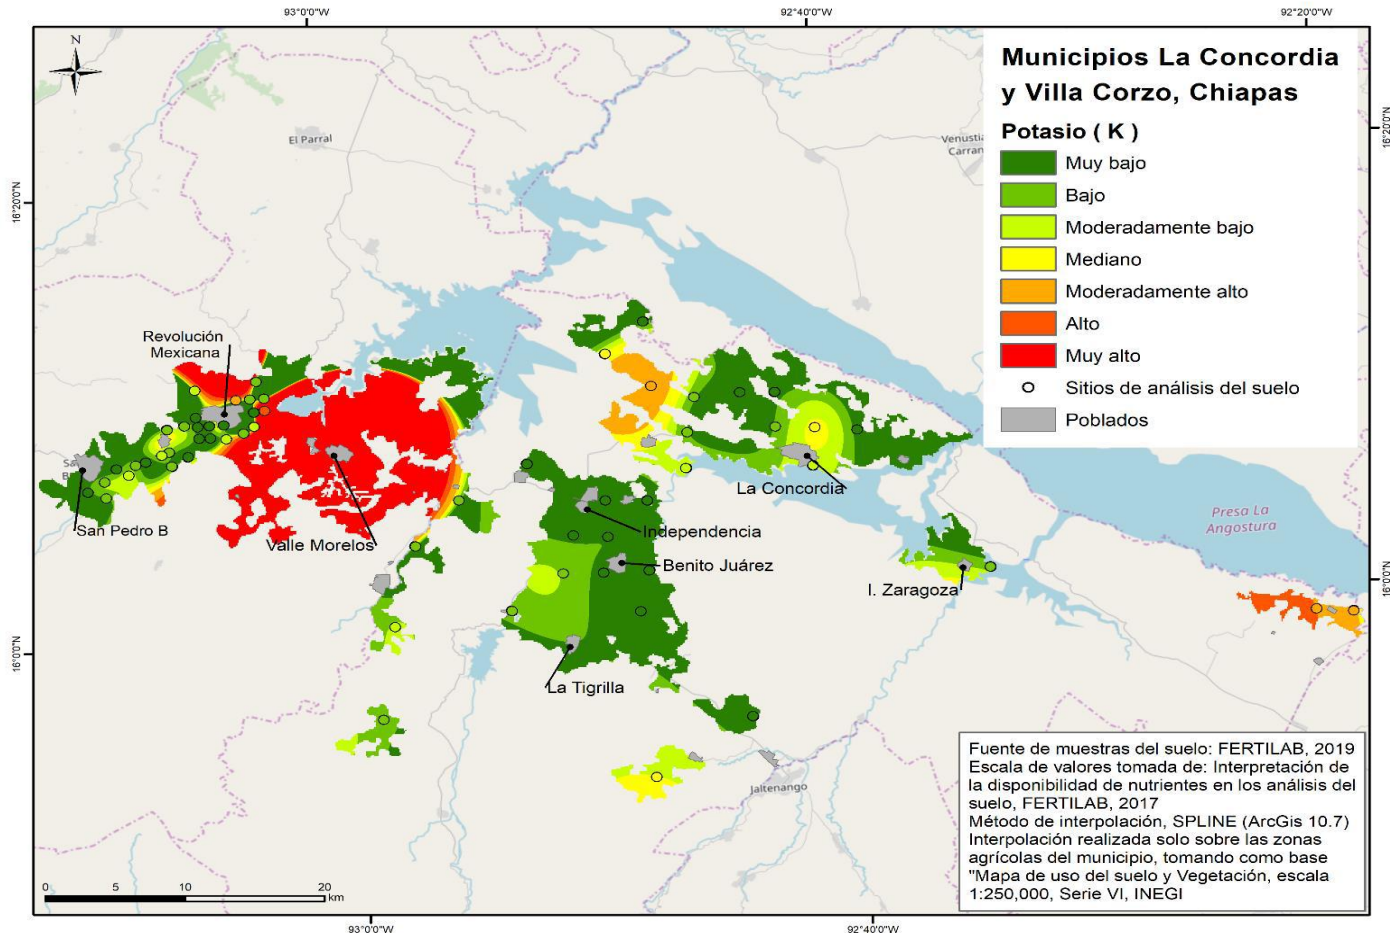 93°0'0"W
92°40'0"W
92°20'0"W
N
Municipios La Concordia
y Villa Corzo, Chiapas
Potasio ( K )
Muy bajo
Bajo
Moderadamente bajo
Mediano
Moderadamente alto
Alto
Muy alto
Sitios de análisis del suelo
Poblados
El Parral
Venustia
Carran
16°20'0"N
16°20'0"N
Revolución
Mexicana
La Concordia
San Pedro B
Valle Morelos
Independencia
Benito Juárez
I. Zaragoza
Presa La
Angostura
16°0'0"N
16°0'0"N
La Tigrilla
Jaltenango
Fuente de muestras del suelo: FERTILAB, 2019
Escala de valores tomada de: Interpretación de
la disponibilidad de nutrientes en los análisis del
suelo, FERTILAB, 2017
Método de interpolación, SPLINE (ArcGis 10.7)
Interpolación realizada solo sobre las zonas
agrícolas del municipio, tomando como base
"Mapa de uso del suelo y Vegetación, escala
1:250,000, Serie VI, INEGI
0 5 10 20
km
93°0'0"W
92°40'0"W